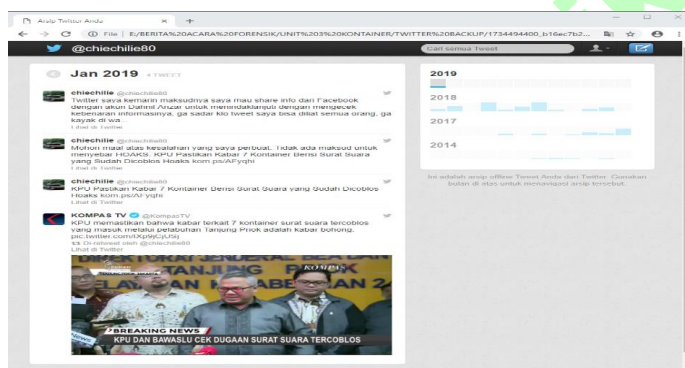 Arsip Twitter Anda
File | E:/BERITA%20ACARA%20FORENSIK/UNIT%203%20KONTAINER/TWITTER%20BACKUP/1734494400_b16ec7b2...
@chiechilie80
Cari semua Tweet
Jan 2019 4 TWEET
chiechilie @chiechilie80
Twitter saya kemarin maksudnya saya mau share info dari Facebook
dengan akun Dahnil Anzar untuk menindaklanjuti dengan mengecek
kebenaran informasinya, ga sadar klo tweet saya bisa dilihat semua orang, ga
kayak di wa...
Lihat di Twitter
chiechilie @chiechilie80
Mohon maaf atas kesalahan yang saya perbuat. Tidak ada maksud untuk
menyebar HOAKS. KPU Pastikan Kabar 7 Kontainer Berisi Surat Suara
yang Sudah Dicoblos Hoaks kom.ps/AFyqhi
Lihat di Twitter
chiechilie @chiechilie80
KPU Pastikan Kabar 7 Kontainer Berisi Surat Suara yang Sudah Dicoblos
Hoaks kom.ps/AFyqhi
Lihat di Twitter
KOMPAS TV @KompasTV
KPU memastikan bahwa kabar terkait 7 kontainer surat suara tercoblos
yang masuk melalui pelabuhan Tanjung Priok adalah kabar bohong.
Di-retweet oleh @chiechilie80
Lihat di Twitter
KOMPAS
BREAKING NEWS
KPU DAN BAWASLU CEK DUGAAN SURAT SUARA TERCOBLOS
2019
2018
2017
2014
Ini adalah arsip offline Tweet Anda dari Twitter. Gunakan
bulan di atas untuk menavigasi arsip tersebut.